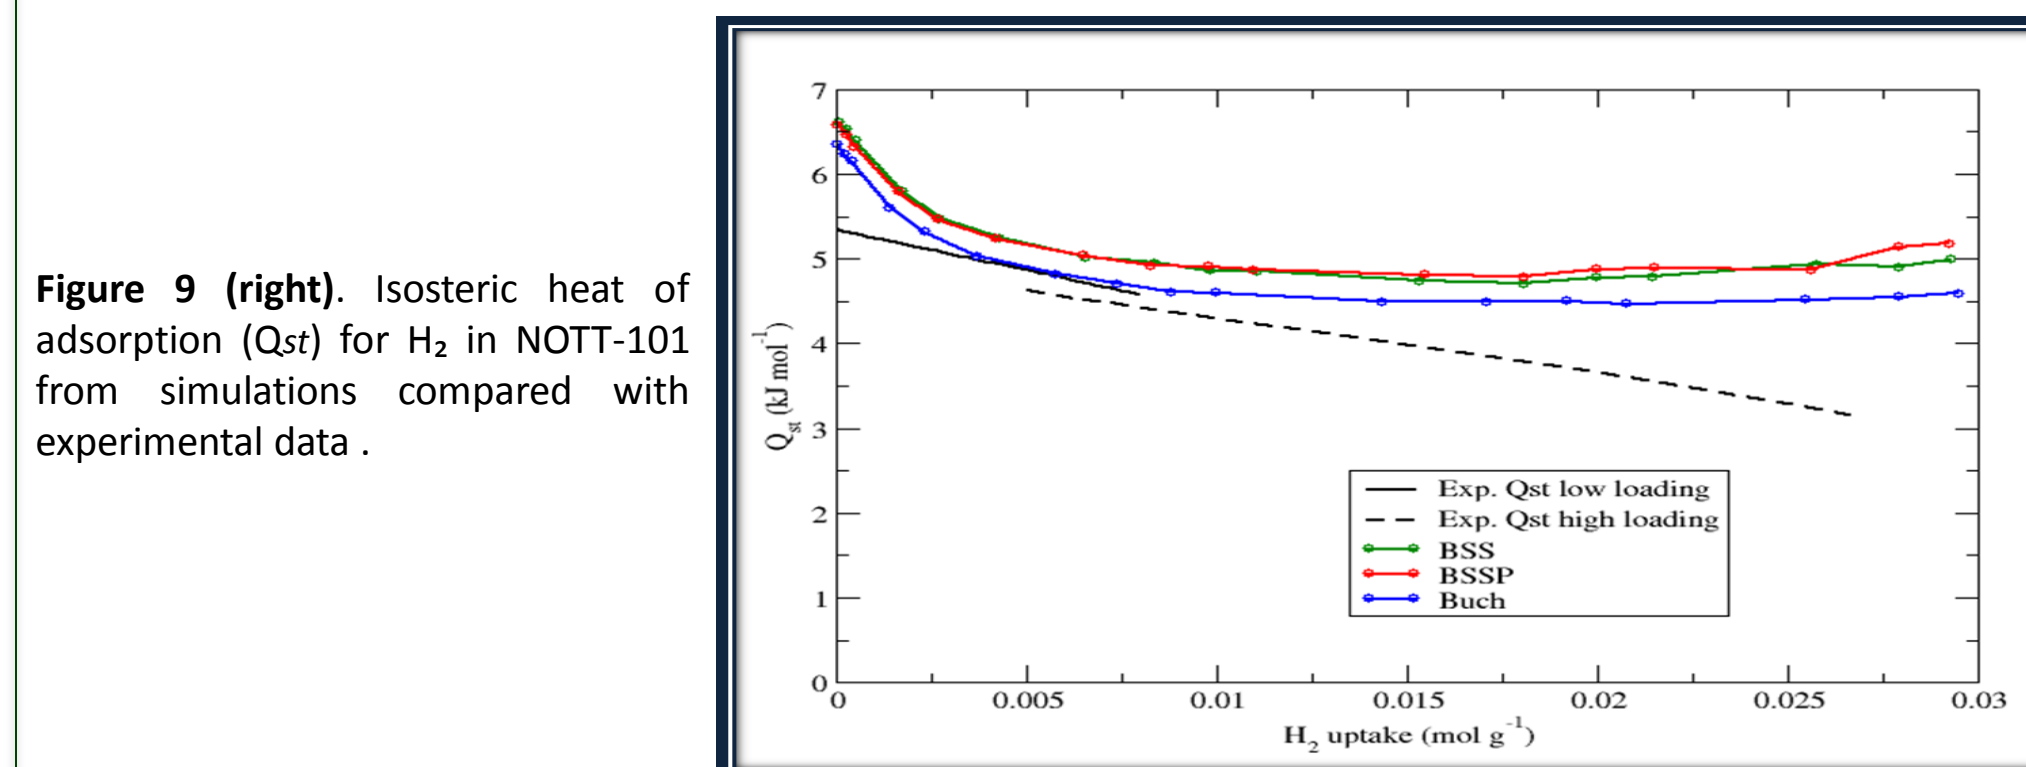 Figure 9 (right). Isosteric heat of
adsorption (Qst) for H₂ in NOTT-101
from simulations compared with
experimental data .
7
6
5
4
3
2
1
0
Qst (kJ mol⁻¹)
Exp. Qst low loading
Exp. Qst high loading
BSS
BSSP
Buch
0 0.005 0.01 0.015 0.02 0.025 0.03
H₂ uptake (mol g⁻¹)